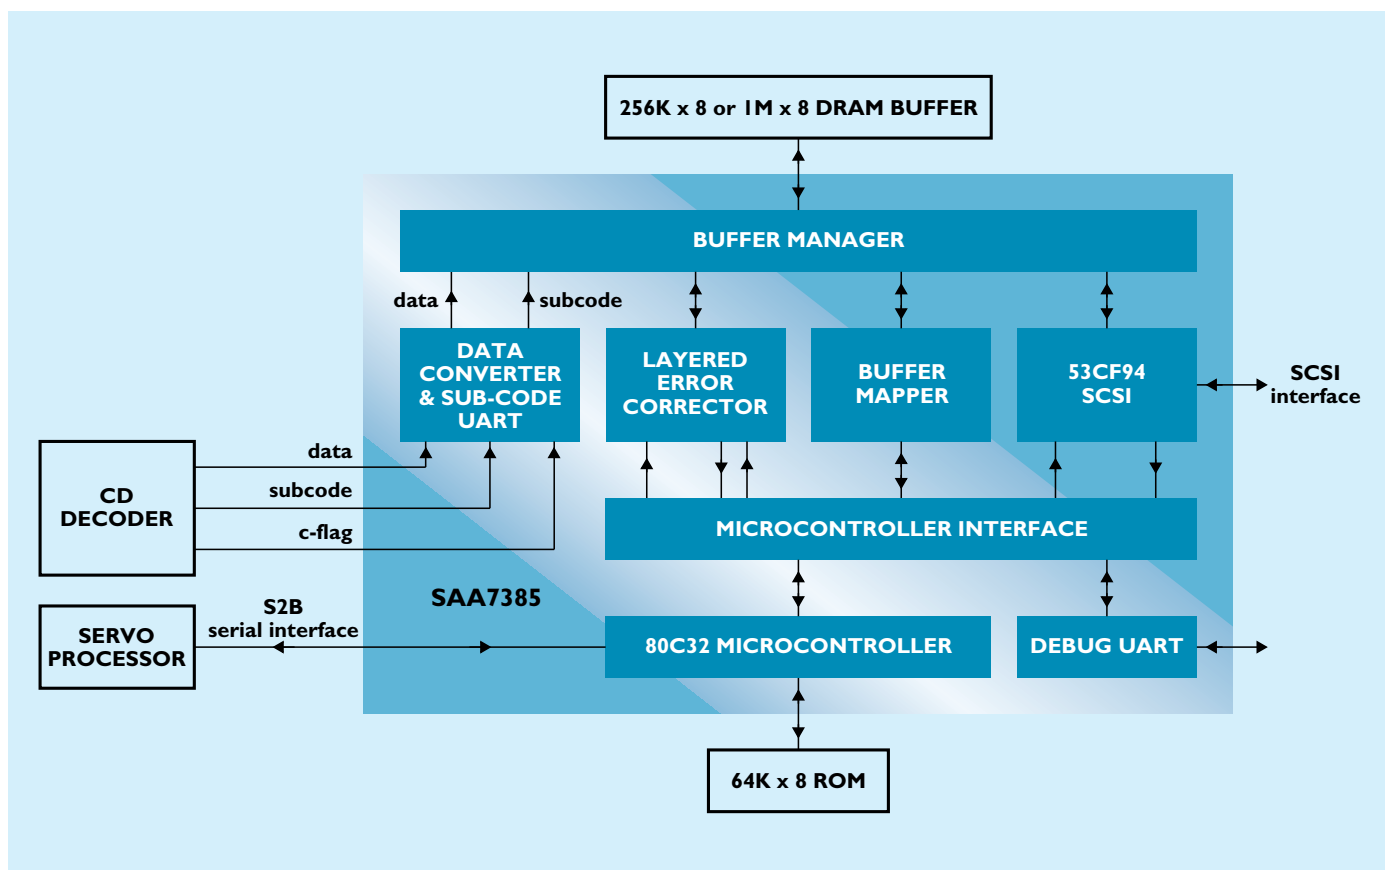 256K x 8 or 1M x 8 DRAM BUFFER
BUFFER MANAGER
data
subcode
DATA
CONVERTER
& SUB-CODE
UART
LAYERED
ERROR
CORRECTOR
BUFFER
MAPPER
53CF94
SCSI
SCSI
interface
CD
DECODER
data
subcode
c-flag
MICROCONTROLLER INTERFACE
SAA7385
SERVO
PROCESSOR
S2B
serial interface
80C32 MICROCONTROLLER
DEBUG UART
64K x 8 ROM